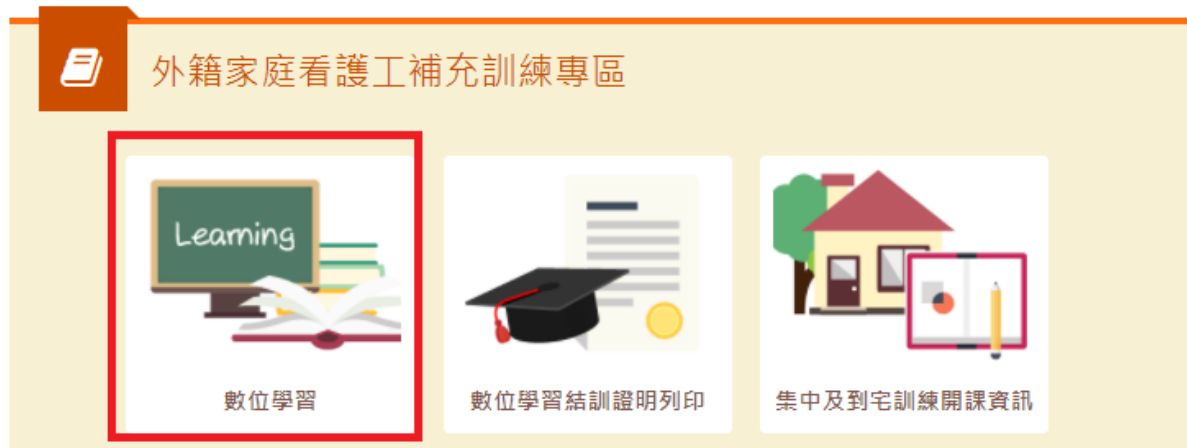 外籍家庭看護工補充訓練專區
Learning
數位學習
數位學習結訓證明列印
集中及到宅訓練開課資訊